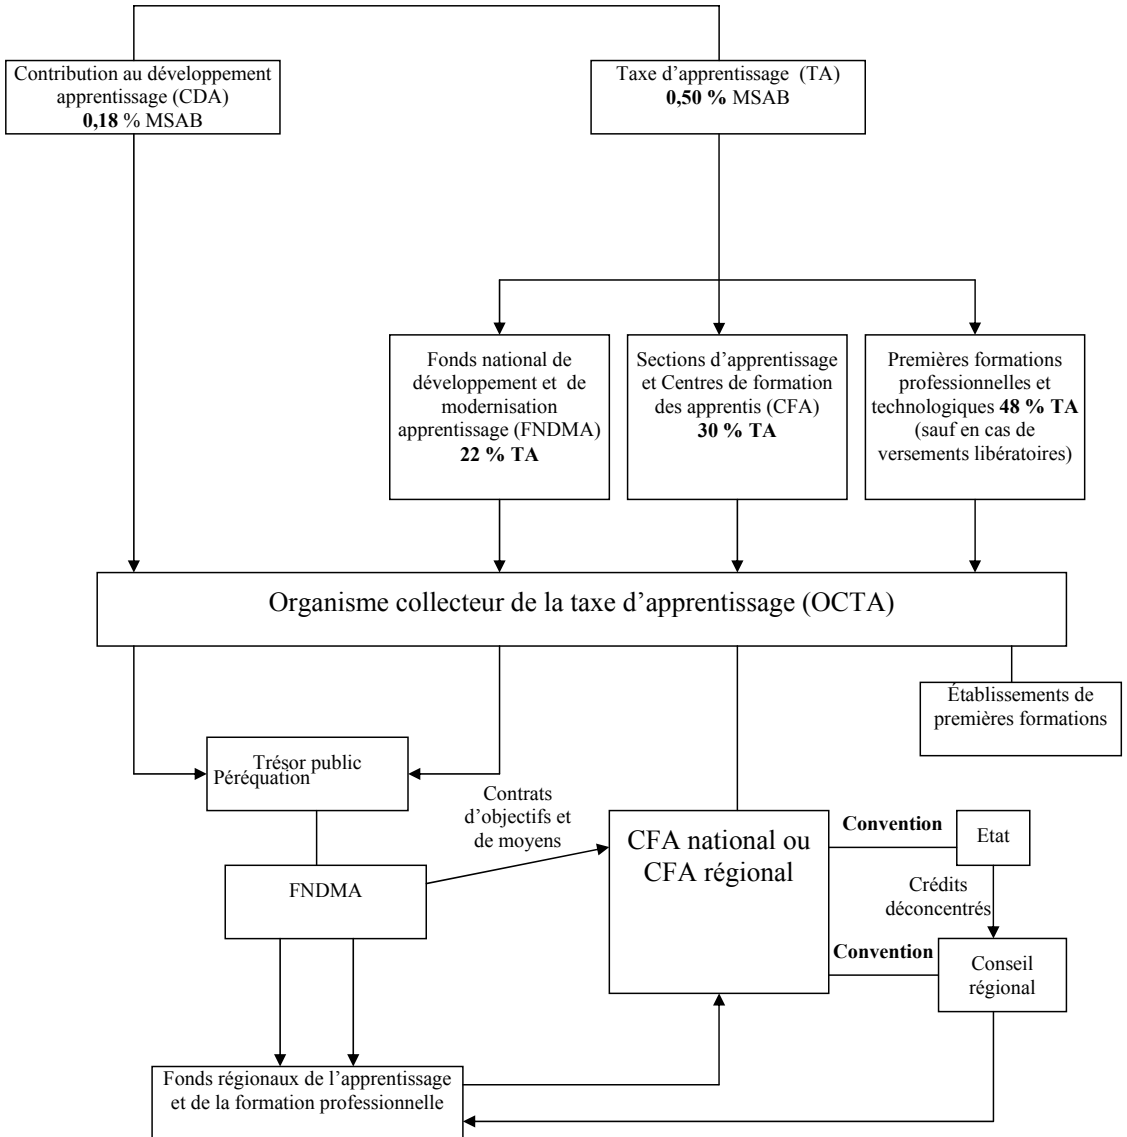 Contribution au développement
apprentissage (CDA)
0,18 % MSAB
Taxe d'apprentissage (TA)
0,50 % MSAB
Fonds national de
développement et de
modernisation
apprentissage (FNDMA)
22 % TA
Sections d'apprentissage
et Centres de formation
des apprentis (CFA)
30 % TA
Premières formations
professionnelles et
technologiques 48 % TA
(sauf en cas de
versements libératoires)
Organisme collecteur de la taxe d'apprentissage (OCTA)
Établissements de
premières formations
Trésor public
Péréquation
Contrats
d'objectifs et
de moyens
CFA national ou
CFA régional
Convention
Etat
FNDMA
Crédits
déconcentrés
Convention
Conseil
régional
Fonds régionaux de l'apprentissage
et de la formation professionnelle